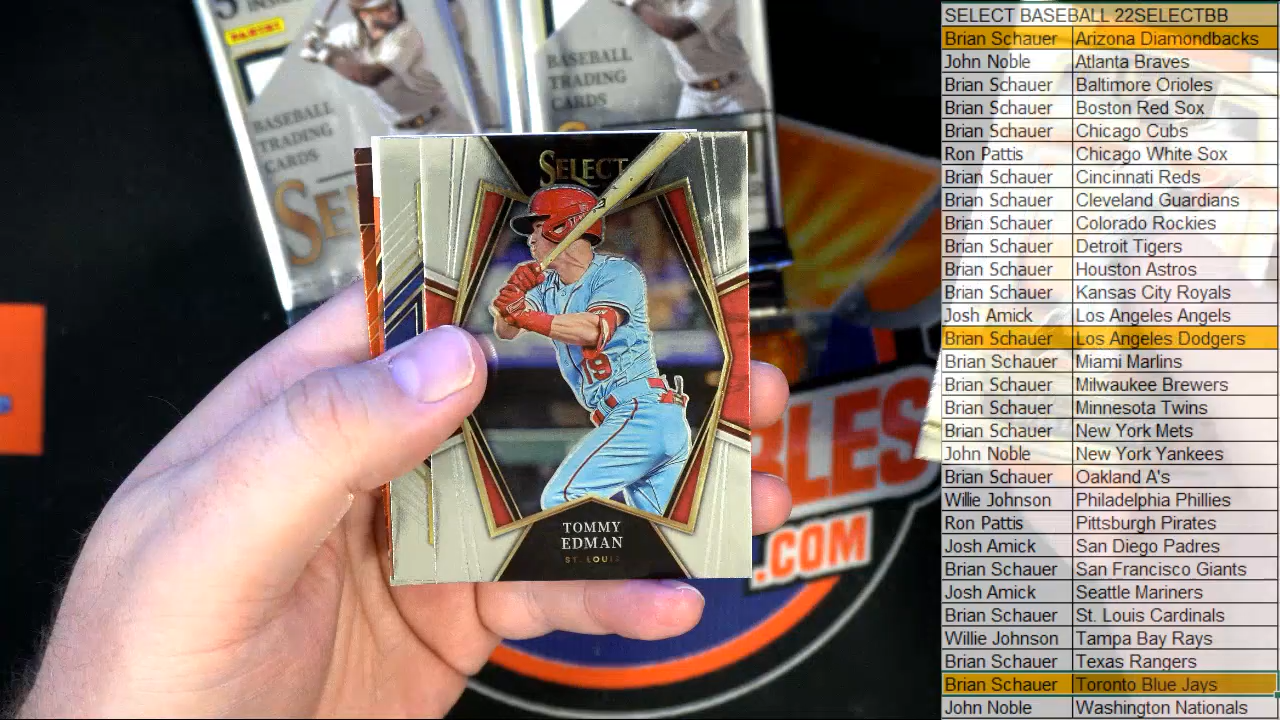 PANINI
BASEBALL
TRADING
CARDS
BASEBALL
TRADING
CARDS
SE
SELECT
19
TOMMY
EDMAN
ST. LOUIS
BLES
.COM
SELECT BASEBALL 22SELECTBB
Brian Schauer Arizona Diamondbacks
John Noble Atlanta Braves
Brian Schauer Baltimore Orioles
Brian Schauer Boston Red Sox
Brian Schauer Chicago Cubs
Ron Pattis Chicago White Sox
Brian Schauer Cincinnati Reds
Brian Schauer Cleveland Guardians
Brian Schauer Colorado Rockies
Brian Schauer Detroit Tigers
Brian Schauer Houston Astros
Brian Schauer Kansas City Royals
Josh Amick Los Angeles Angels
Brian Schauer Los Angeles Dodgers
Brian Schauer Miami Marlins
Brian Schauer Milwaukee Brewers
Brian Schauer Minnesota Twins
Brian Schauer New York Mets
John Noble New York Yankees
Brian Schauer Oakland A's
Willie Johnson Philadelphia Phillies
Ron Pattis Pittsburgh Pirates
Josh Amick San Diego Padres
Brian Schauer San Francisco Giants
Josh Amick Seattle Mariners
Brian Schauer St. Louis Cardinals
Willie Johnson Tampa Bay Rays
Brian Schauer Texas Rangers
Brian Schauer Toronto Blue Jays
John Noble Washington Nationals